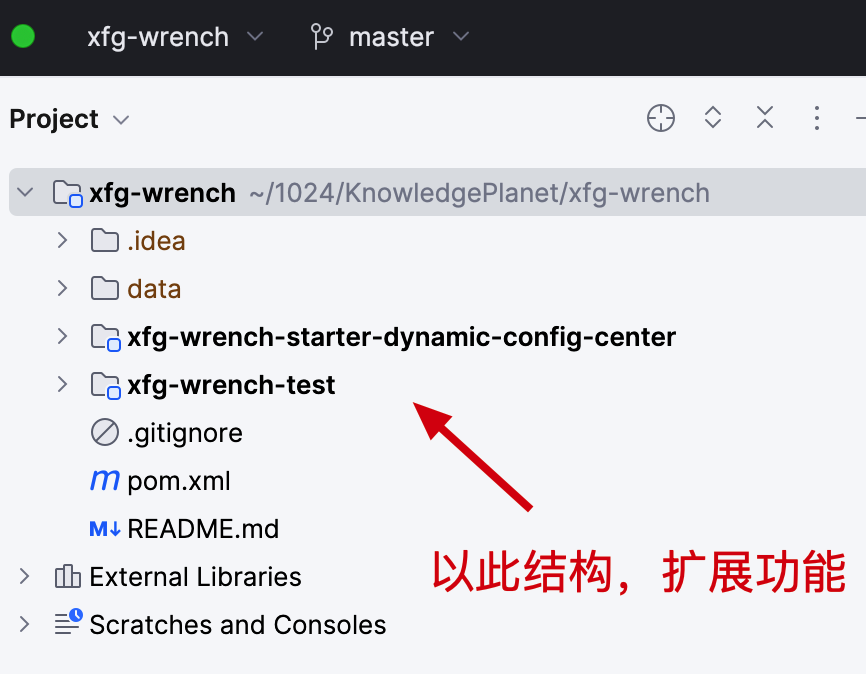 xfg-wrench master
Project
xfg-wrench ~/1024/KnowledgePlanet/xfg-wrench
.idea
data
xfg-wrench-starter-dynamic-config-center
xfg-wrench-test
.gitignore
m pom.xml
M↓ README.md
以此结构，扩展功能
External Libraries
Scratches and Consoles